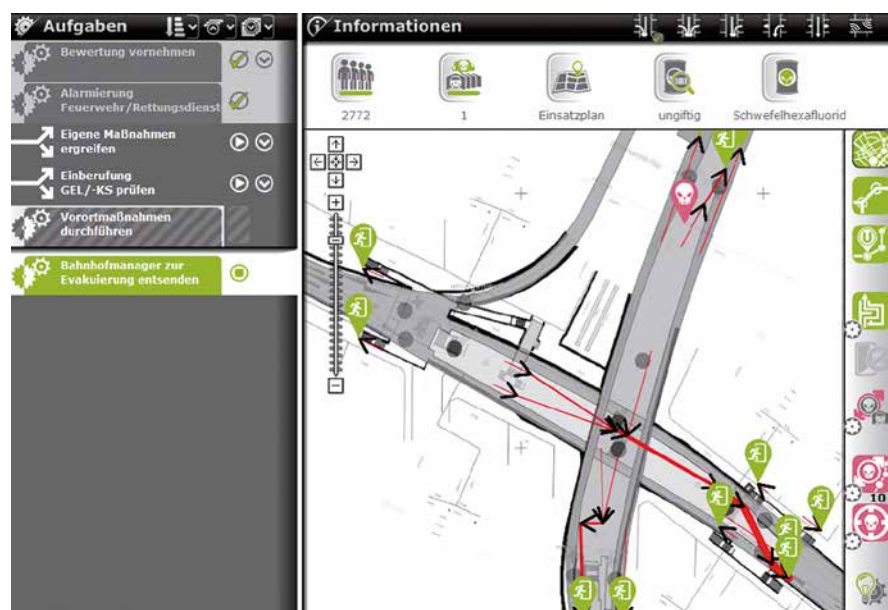 Aufgaben
Bewertung vornehmen
Alarmierung
Feuerwehr/Rettungsdienst
Eigene Maßnahmen
ergreifen
Einberufung
GEL/-KS prüfen
Vorortmaßnahmen
durchführen
Bahnhofmanager zur
Evakuierung entsenden
Informationen
2772
1
Einsatzplan
ungiftig
Schwefelhexafluorid
10